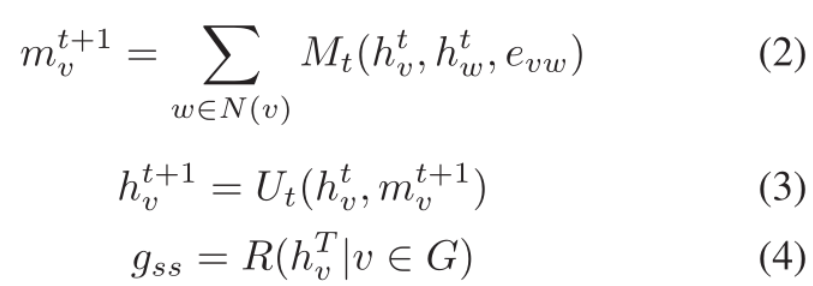 $m_v^{t+1} = \sum_{w \in N(v)} M_t(h_v^t, h_w^t, e_{vw})$ (2)
$h_v^{t+1} = U_t(h_v^t, m_v^{t+1})$ (3)
$g_{ss} = R(h_v^T | v \in G)$ (4)